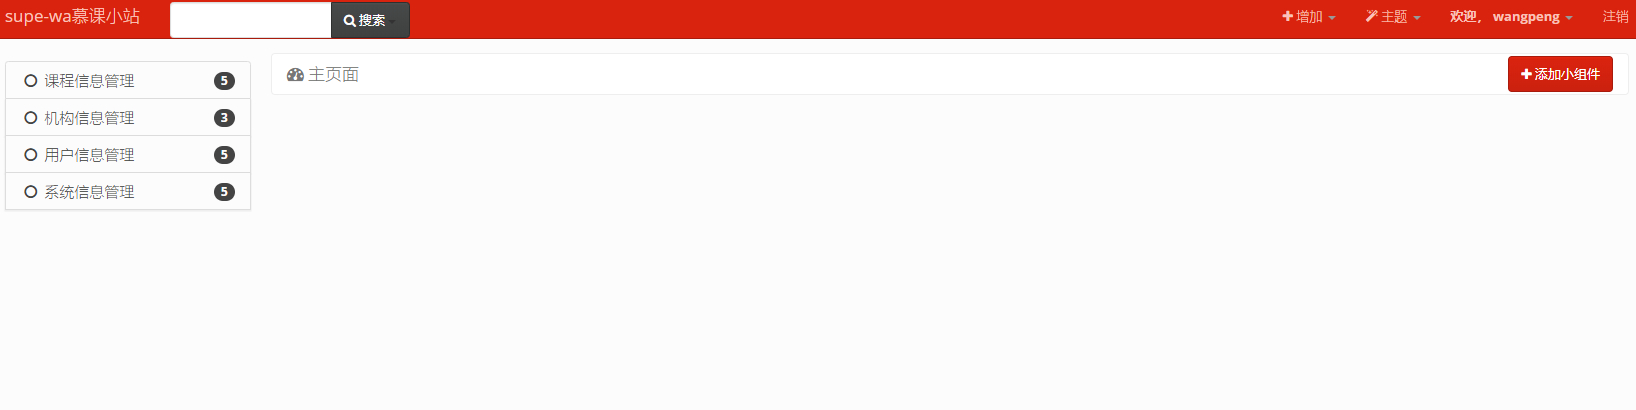 supe-wa慕课小站
搜索
增加
主题
欢迎， wangpeng
注销
课程信息管理 5
机构信息管理 3
用户信息管理 5
系统信息管理 5
主页面
添加小组件